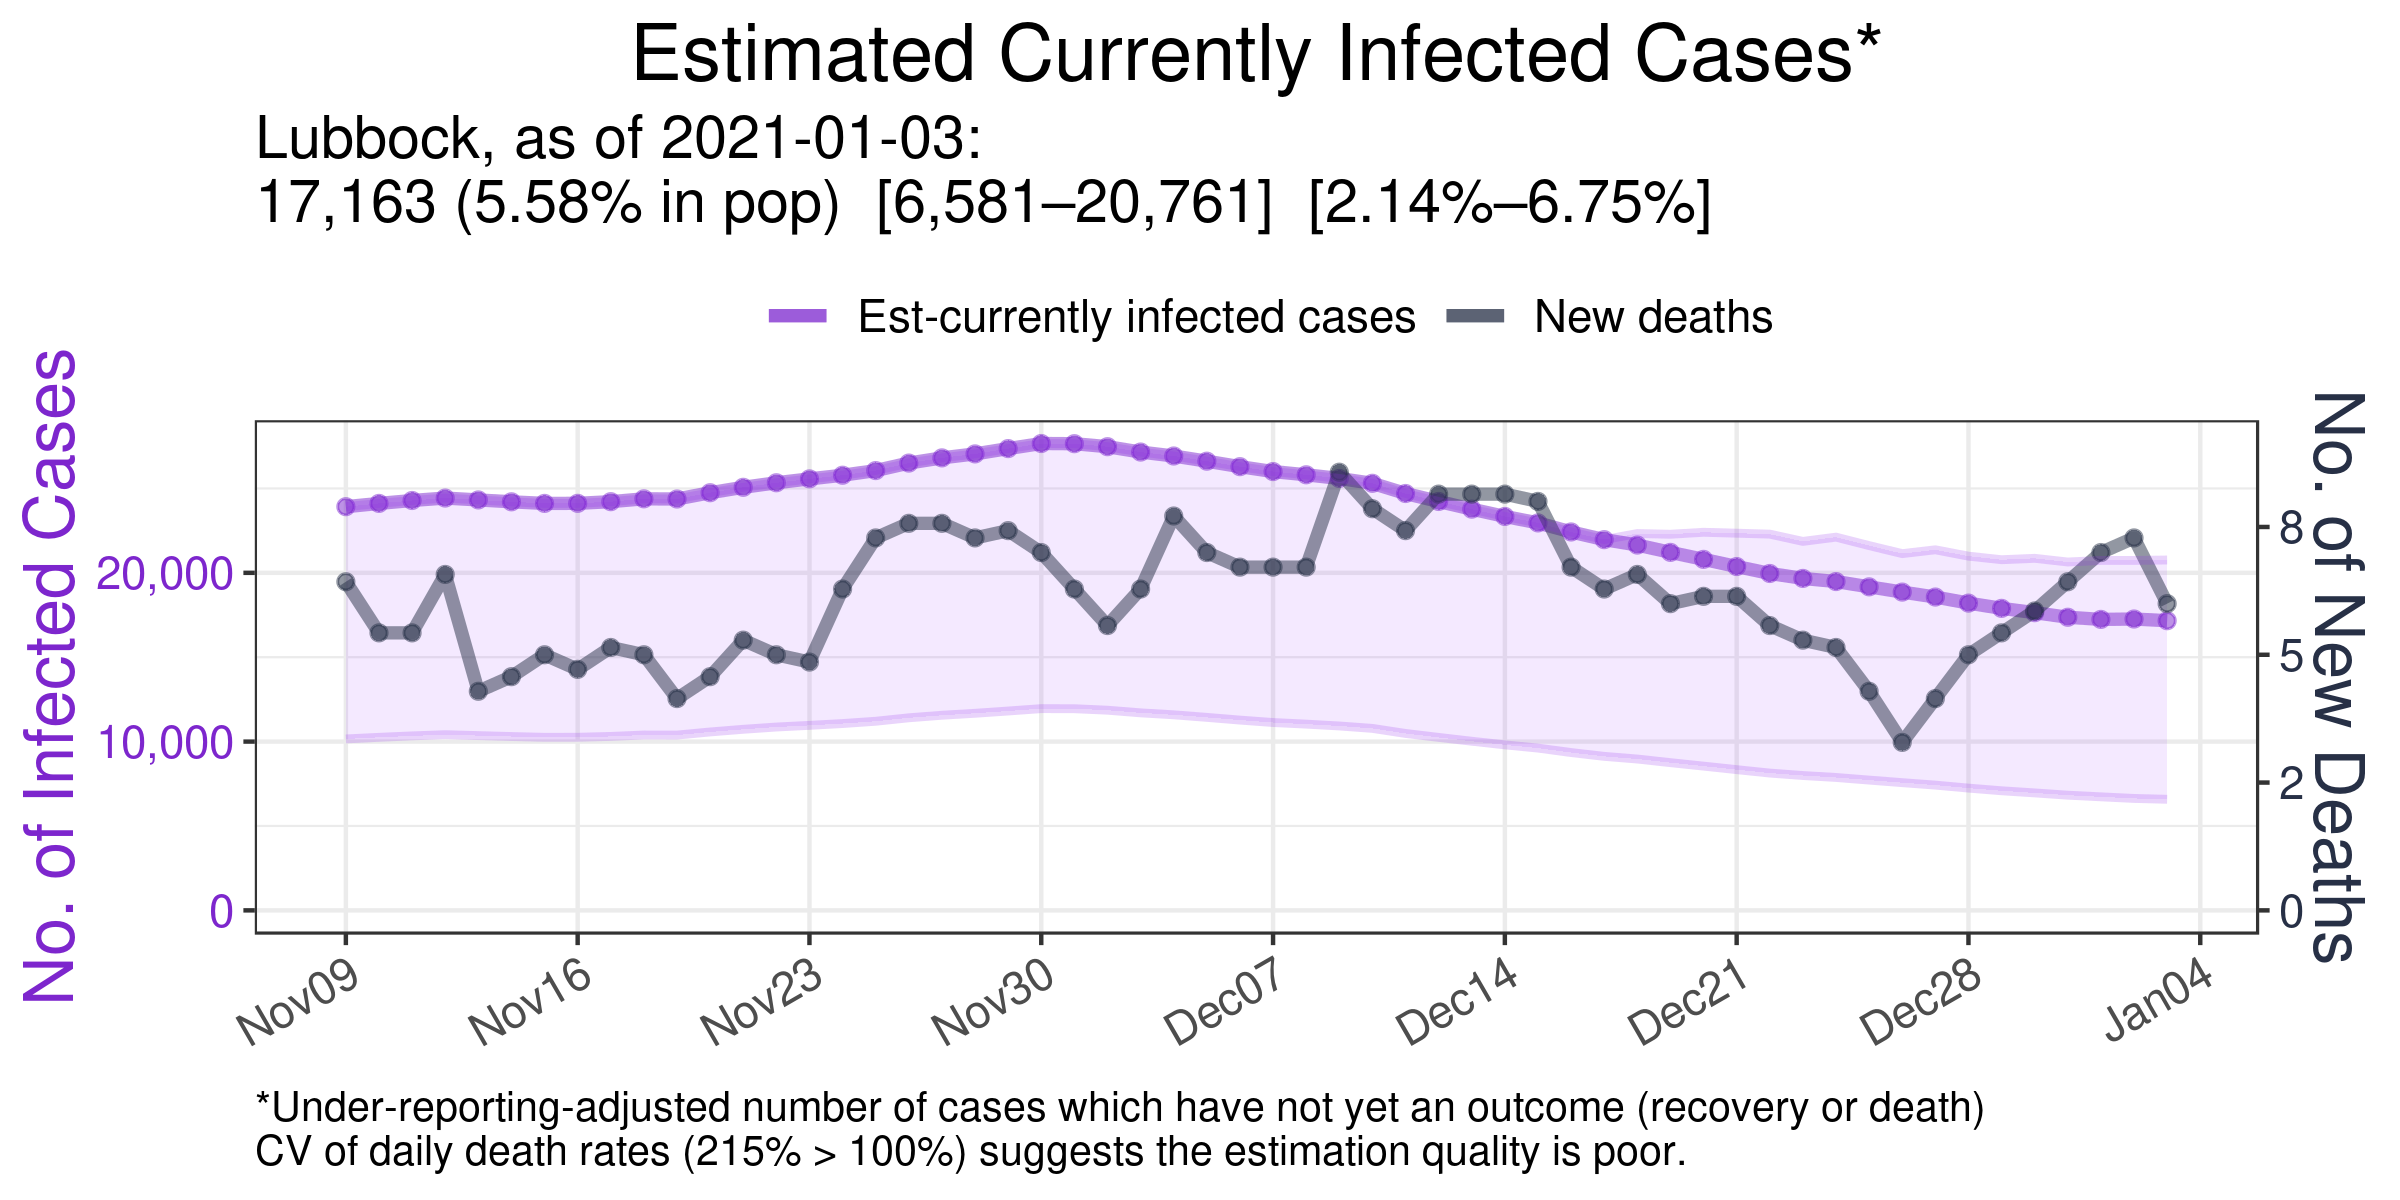 Estimated Currently Infected Cases*
Lubbock, as of 2021-01-03:
17,163 (5.58% in pop) [6,581–20,761] [2.14%–6.75%]
Est-currently infected cases New deaths
No. of Infected Cases
20,000
10,000
0
8
5
2
0
No. of New Deaths
Nov09 Nov16 Nov23 Nov30 Dec07 Dec14 Dec21 Dec28 Jan04
*Under-reporting-adjusted number of cases which have not yet an outcome (recovery or death)
CV of daily death rates (215% > 100%) suggests the estimation quality is poor.